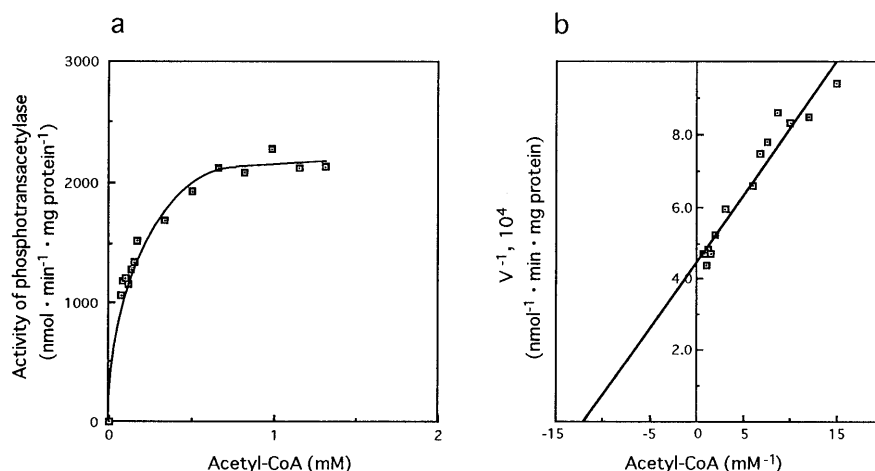 a
Activity of phosphotransacetylase
(nmol · min⁻¹ · mg protein⁻¹)
3000
2000
1000
0
0
1
2
Acetyl-CoA (mM)
b
V⁻¹, 10⁴
(nmol⁻¹ · min · mg protein)
8.0
6.0
4.0
2.0
-15
-5
0
5
15
Acetyl-CoA (mM⁻¹)